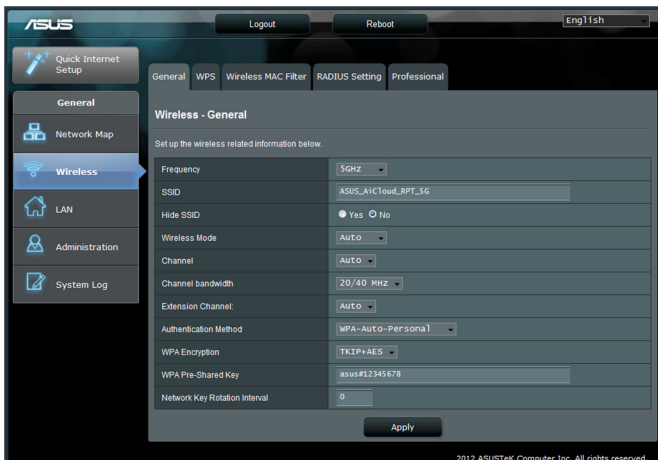 ASUS
Logout
Reboot
English
Quick Internet Setup
General
Network Map
Wireless
LAN
Administration
System Log
General WPS Wireless MAC Filter RADIUS Setting Professional
Wireless - General
Set up the wireless related information below.
Frequency 5GHz
SSID ASUS_AiCloud_RPT_5G
Hide SSID Yes No
Wireless Mode Auto
Channel Auto
Channel bandwidth 20/40 MHz
Extension Channel: Auto
Authentication Method WPA-Auto-Personal
WPA Encryption TKIP+AES
WPA Pre-Shared Key asus#12345678
Network Key Rotation Interval 0
Apply
2012 ASUSTeK Computer Inc. All rights reserved.